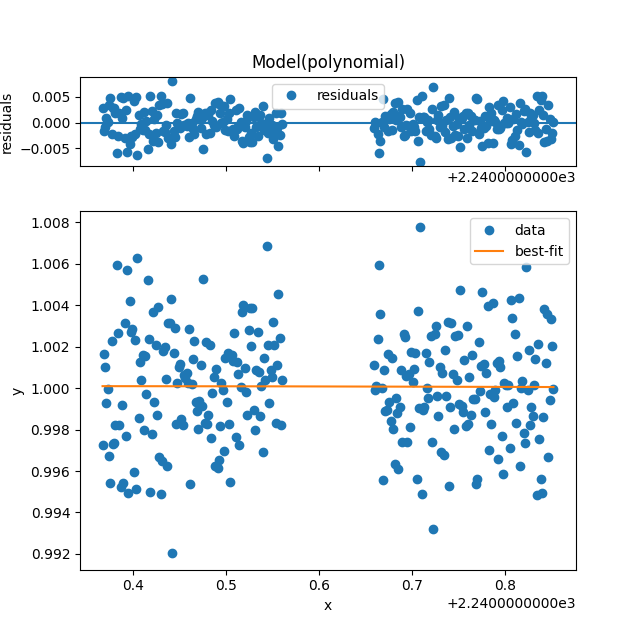 Model(polynomial)
residuals
0.005
0.000
−0.005
residuals
+2.2400000000e3
1.008
1.006
1.004
1.002
1.000
0.998
0.996
0.994
0.992
y
data
best-fit
0.4 0.5 0.6 0.7 0.8
x
+2.2400000000e3